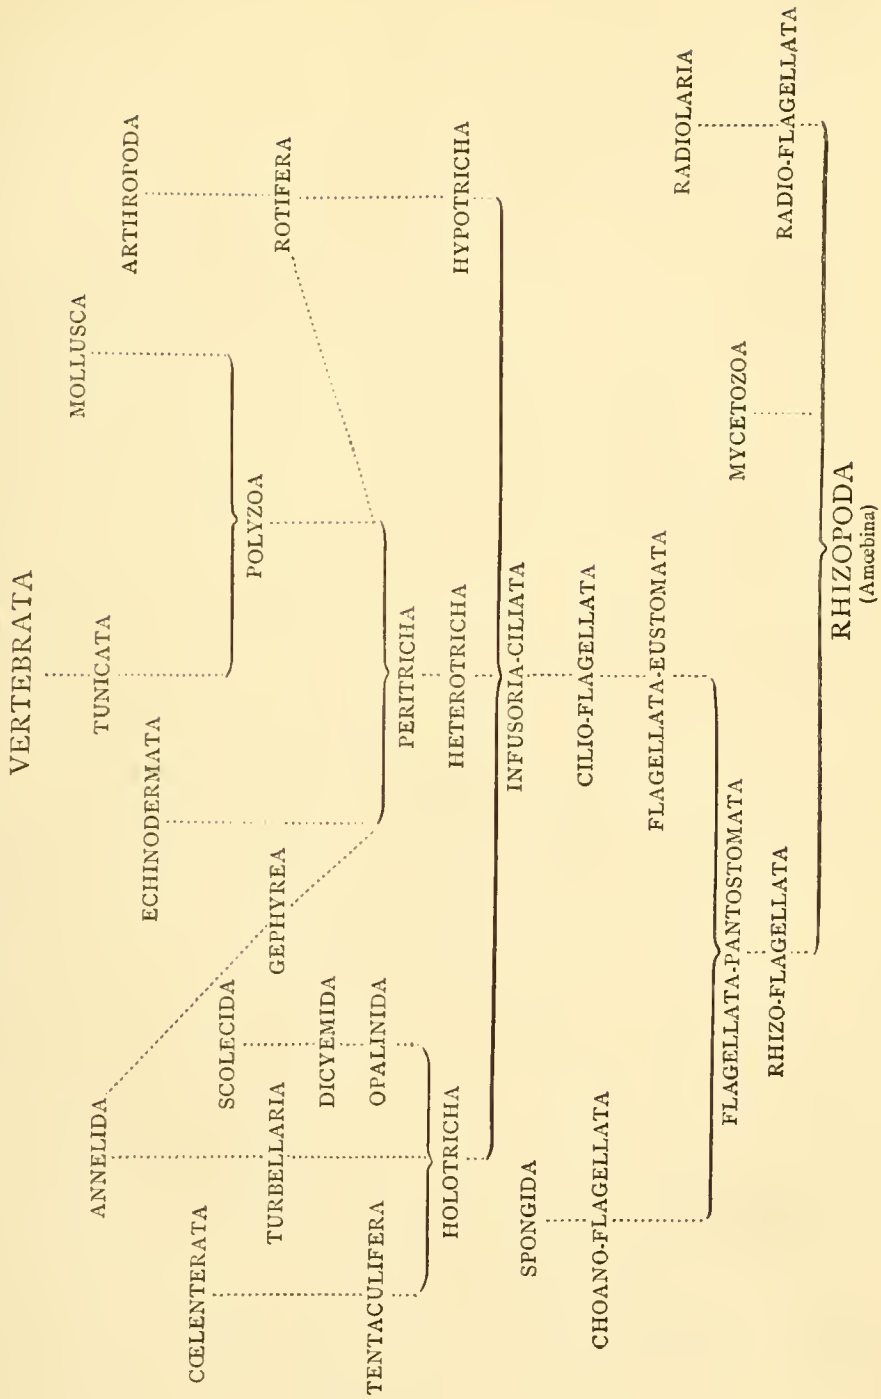 VERTEBRATA
MOLLUSCA
TUNICATA
ANNELIDA
ARTHROPODA
ECHINODERMATA
CŒLENTERATA
SCOLECIDA
POLYZOA
GEPHYREA
TURBELLARIA
ROTIFERA
DICYEMIDA
TENTACULIFERA
OPALINIDA
PERITRICHA
HOLOTRICHA
HETEROTRICHA
HYPOTRICHA
INFUSORIA-CILIATA
SPONGIDA
CILIO-FLAGELLATA
CHOANO-FLAGELLATA
FLAGELLATA-EUSTOMATA
RADIOLARIA
FLAGELLATA-PANTOSTOMATA
MYCETOZOA
RHIZO-FLAGELLATA
RADIO-FLAGELLATA
RHIZOPODA
(Amœbina)